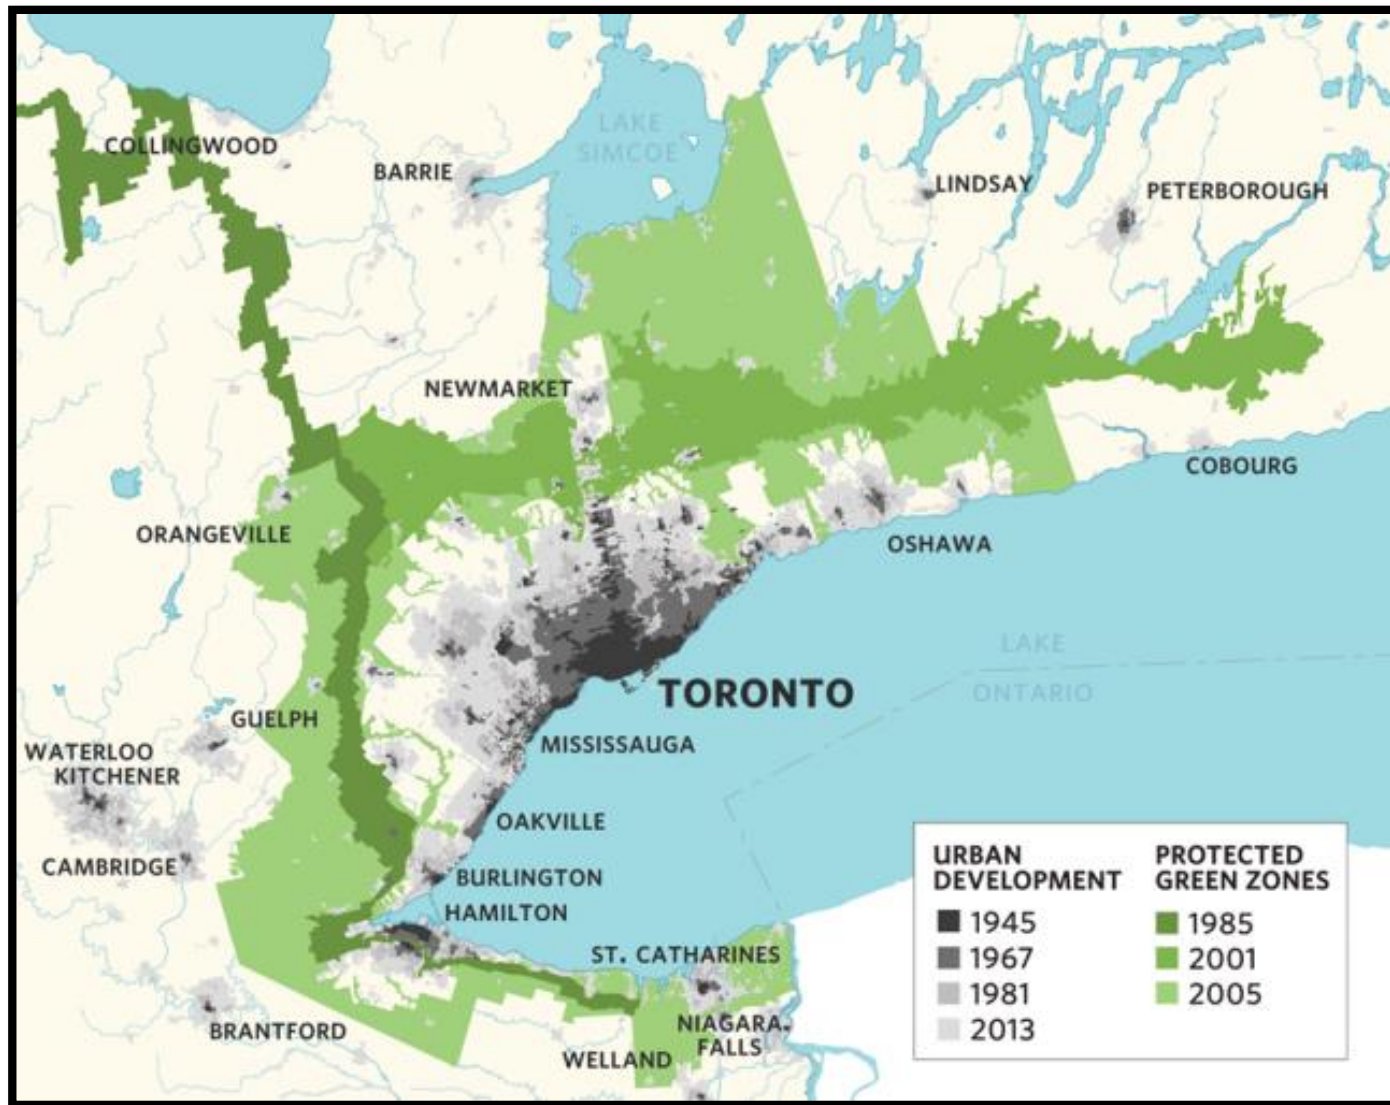 LAKE
SIMCOE
COLLINGWOOD
BARRIE
LINDSAY
PETERBOROUGH
NEWMARKET
COBOURG
ORANGEVILLE
OSHAWA
LAKE
ONTARIO
TORONTO
GUELPH
MISSISSAUGA
WATERLOO
KITCHENER
OAKVILLE
CAMBRIDGE
BURLINGTON
HAMILTON
ST. CATHARINES
BRANTFORD
NIAGARA
FALLS
WELLAND
URBAN
DEVELOPMENT
1945
1967
1981
2013
PROTECTED
GREEN ZONES
1985
2001
2005